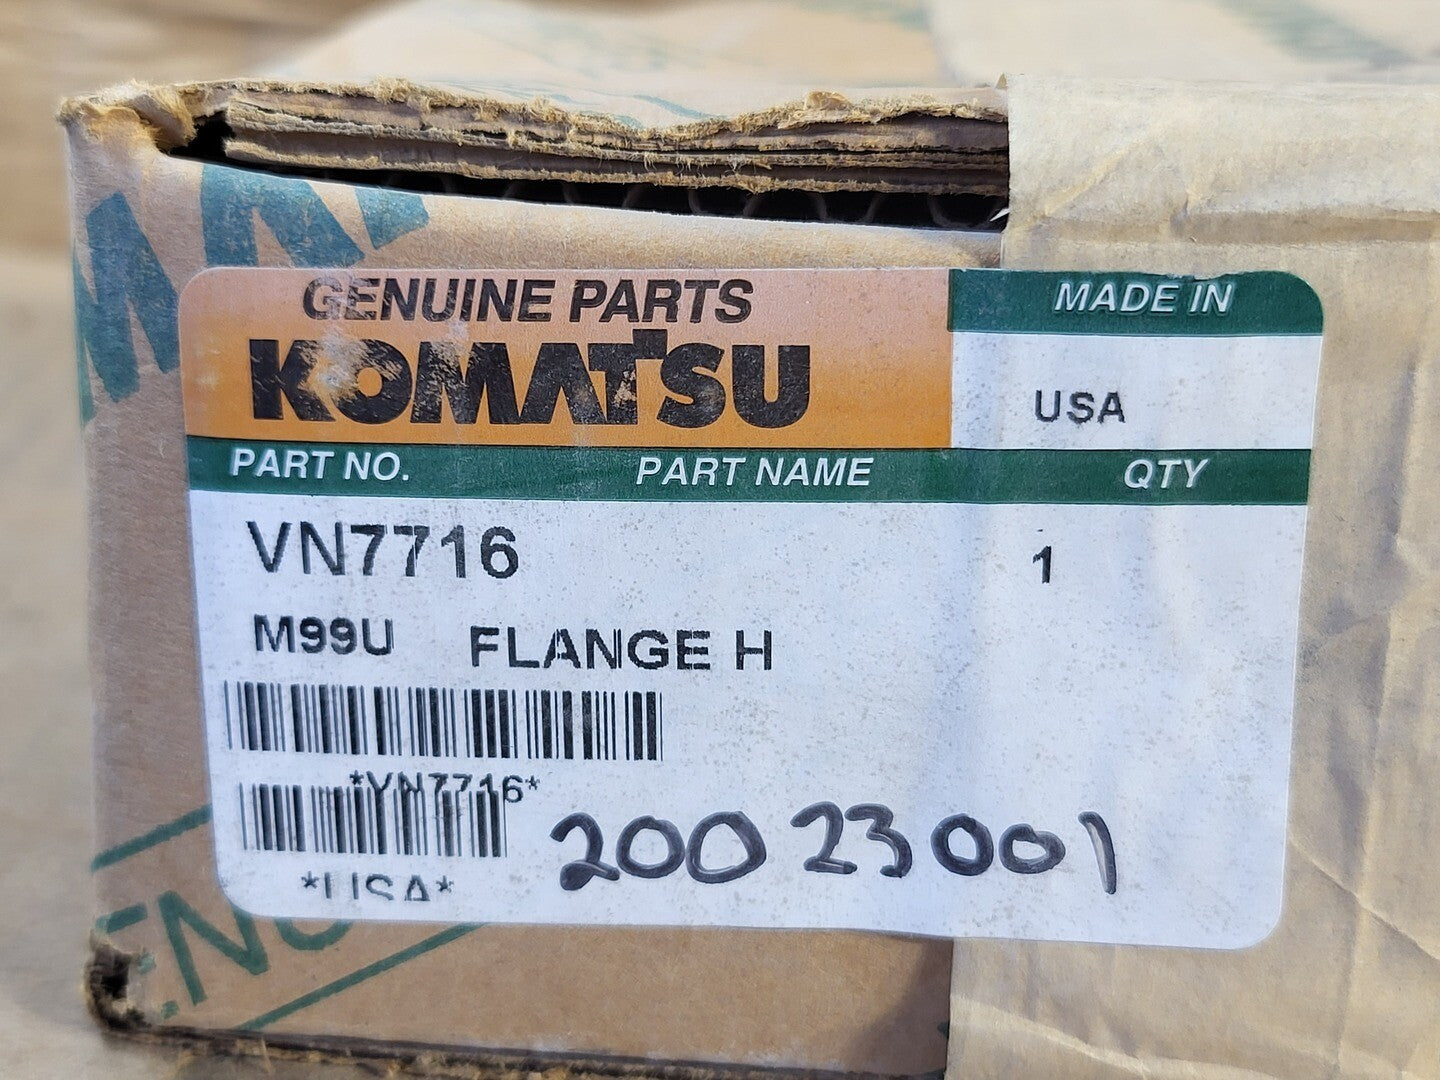 GENUINE PARTS
KOMATSU
MADE IN
USA
PART NO. PART NAME QTY
VN7716 1
M99U FLANGE H
*VN7716*
*USA*
20023001